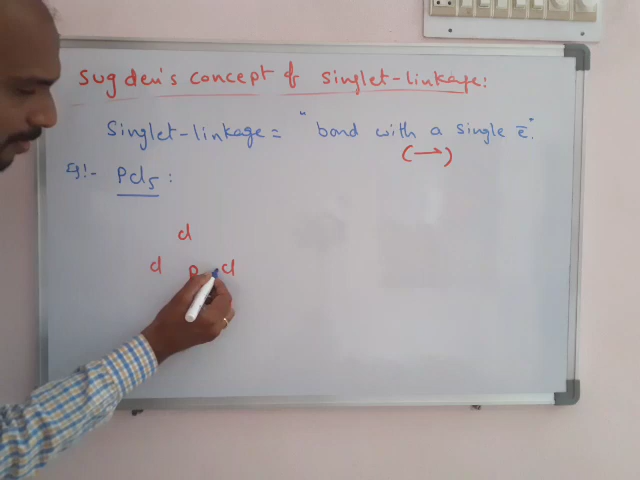 Sugden's concept of singlet-linkage:
Singlet-linkage = "bond with a single e̅."
(→)
Eg:- PCl5 :
Cl
Cl P Cl